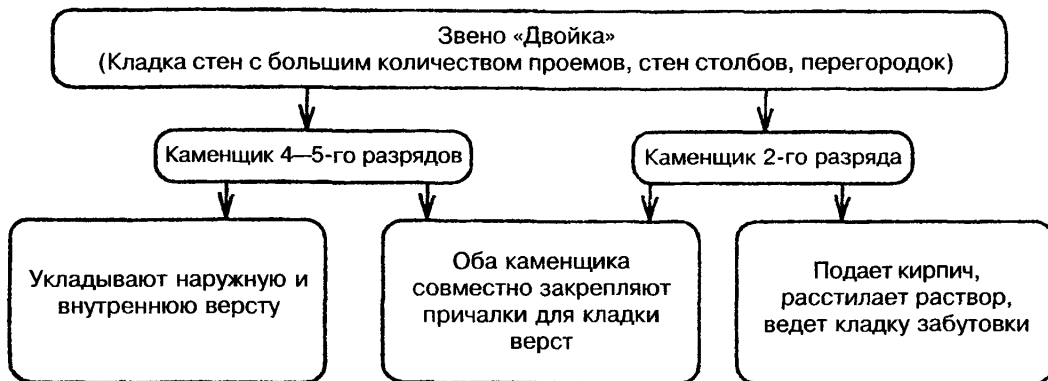 Звено «Двойка»
(Кладка стен с большим количеством проемов, стен столбов, перегородок)
Каменщик 4—5-го разрядов
Каменщик 2-го разряда
Укладывают наружную и
внутреннюю версту
Оба каменщика
совместно закрепляют
причалки для кладки
верст
Подает кирпич,
расстилает раствор,
ведет кладку забутовки